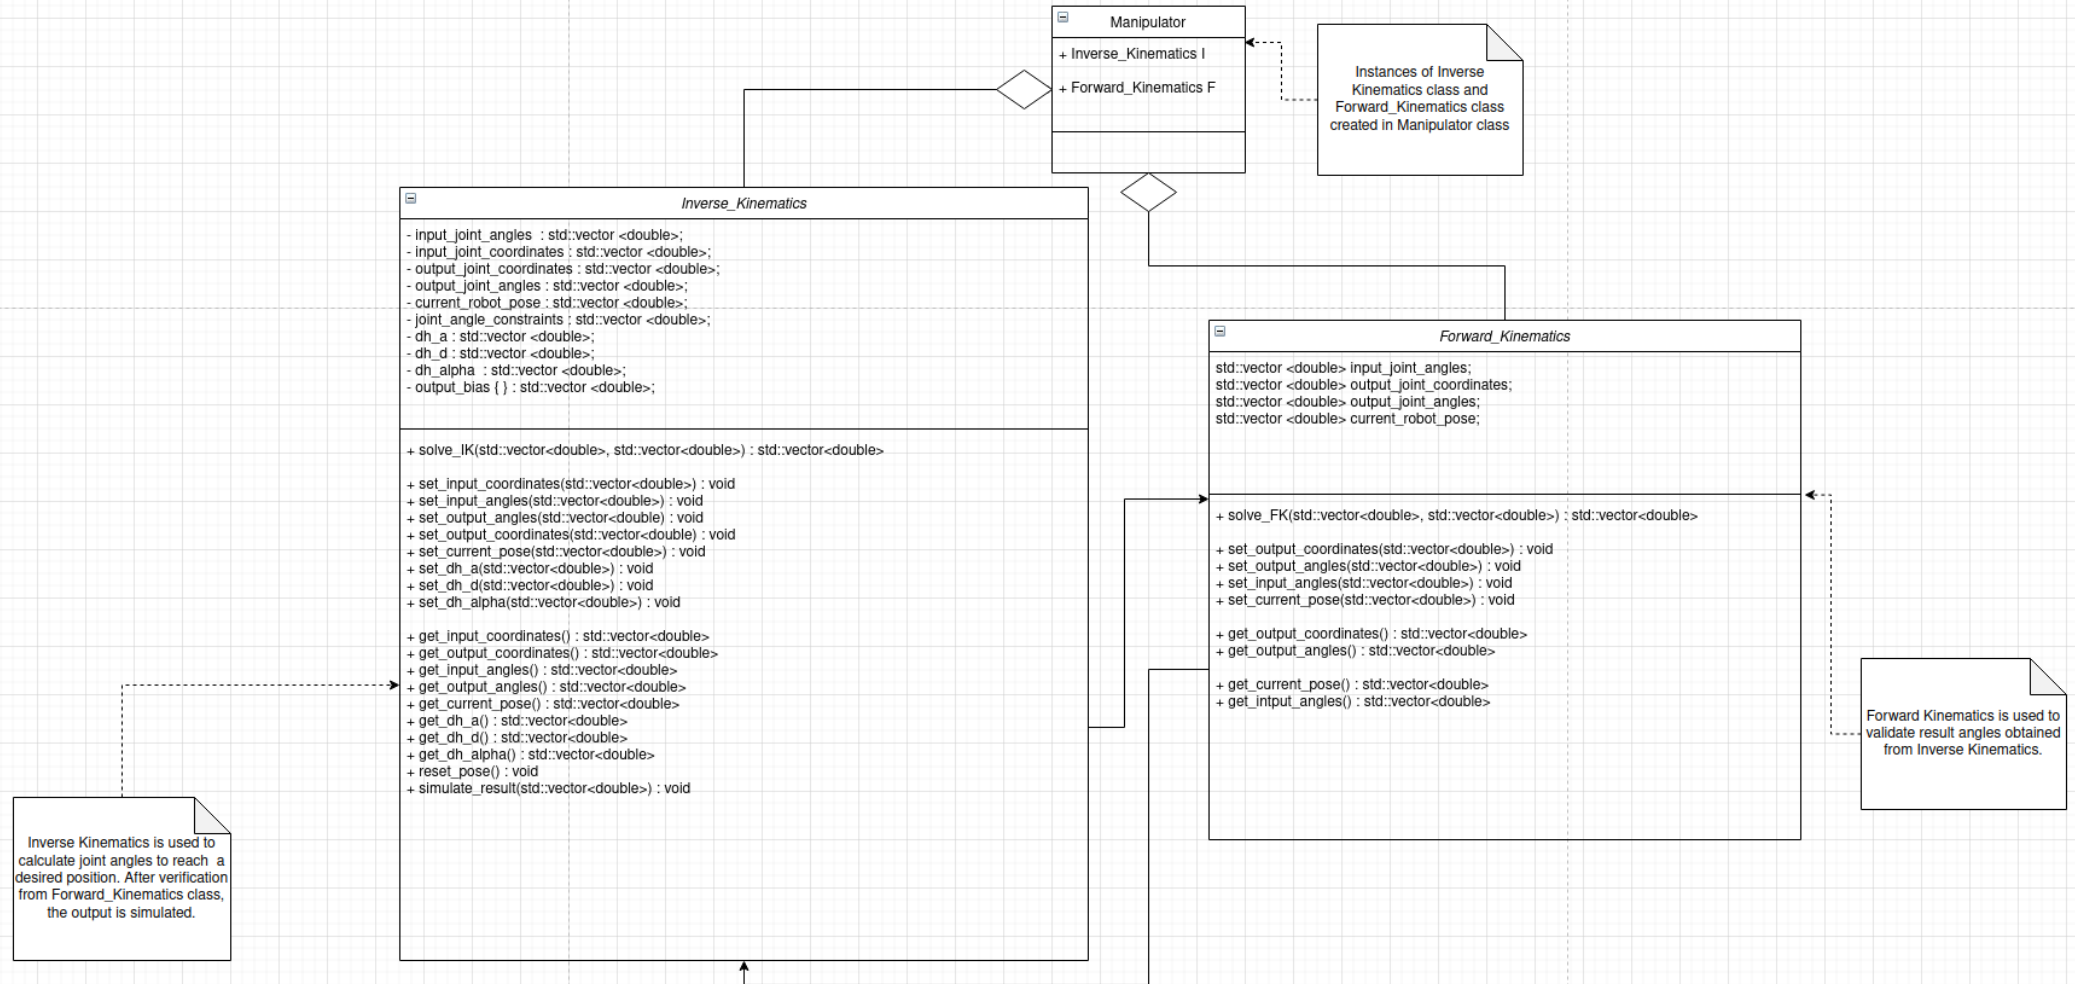 Manipulator
+ Inverse_Kinematics I
+ Forward_Kinematics F
Instances of Inverse
Kinematics class and
Forward_Kinematics class
created in Manipulator class
Inverse_Kinematics
- input_joint_angles  : std::vector <double>;
- input_joint_coordinates : std::vector <double>;
- output_joint_coordinates : std::vector <double>;
- output_joint_angles : std::vector <double>;
- current_robot_pose : std::vector <double>;
- joint_angle_constraints : std::vector <double>;
- dh_a : std::vector <double>;
- dh_d : std::vector <double>;
- dh_alpha  : std::vector <double>;
- output_bias { } : std::vector <double>;
+ solve_IK(std::vector<double>, std::vector<double>) : std::vector<double>
+ set_input_coordinates(std::vector<double>) : void
+ set_input_angles(std::vector<double>) : void
+ set_output_angles(std::vector<double) : void
+ set_output_coordinates(std::vector<double) : void
+ set_current_pose(std::vector<double>) : void
+ set_dh_a(std::vector<double>) : void
+ set_dh_d(std::vector<double>) : void
+ set_dh_alpha(std::vector<double>) : void
+ get_input_coordinates() : std::vector<double>
+ get_output_coordinates() : std::vector<double>
+ get_input_angles() : std::vector<double>
+ get_output_angles() : std::vector<double>
+ get_current_pose() : std::vector<double>
+ get_dh_a() : std::vector<double>
+ get_dh_d() : std::vector<double>
+ get_dh_alpha() : std::vector<double>
+ reset_pose() : void
+ simulate_result(std::vector<double>) : void
Forward_Kinematics
std::vector <double> input_joint_angles;
std::vector <double> output_joint_coordinates;
std::vector <double> output_joint_angles;
std::vector <double> current_robot_pose;
+ solve_FK(std::vector<double>, std::vector<double>) : std::vector<double>
+ set_output_coordinates(std::vector<double>) : void
+ set_output_angles(std::vector<double>) : void
+ set_input_angles(std::vector<double>) : void
+ set_current_pose(std::vector<double>) : void
+ get_output_coordinates() : std::vector<double>
+ get_output_angles() : std::vector<double>
+ get_current_pose() : std::vector<double>
+ get_intput_angles() : std::vector<double>
Forward Kinematics is used to
validate result angles obtained
from Inverse Kinematics.
Inverse Kinematics is used to
calculate joint angles to reach  a
desired position. After verification
from Forward_Kinematics class,
the output is simulated.